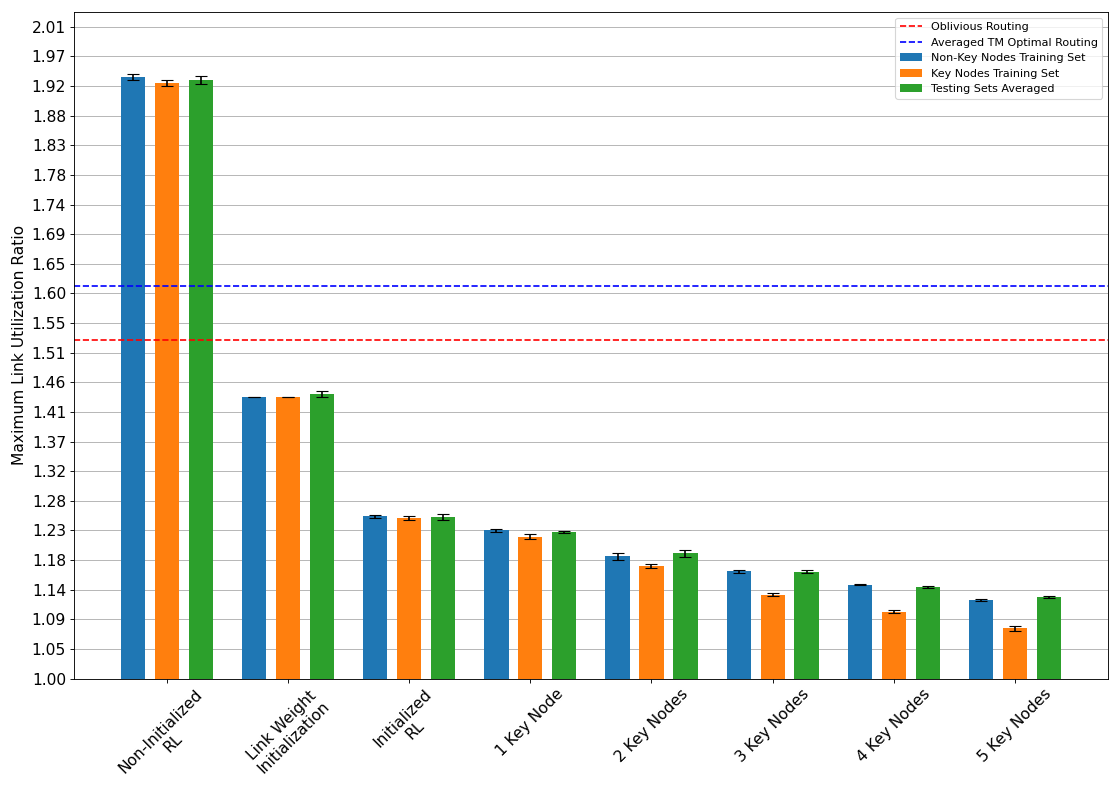 Maximum Link Utilization Ratio
2.01
1.97
1.92
1.88
1.83
1.78
1.74
1.69
1.65
1.60
1.55
1.51
1.46
1.41
1.37
1.32
1.28
1.23
1.18
1.14
1.09
1.05
1.00
Oblivious Routing
Averaged TM Optimal Routing
Non-Key Nodes Training Set
Key Nodes Training Set
Testing Sets Averaged
Non-Initialized
RL
Link Weight
Initialization
Initialized
RL
1 Key Node
2 Key Nodes
3 Key Nodes
4 Key Nodes
5 Key Nodes